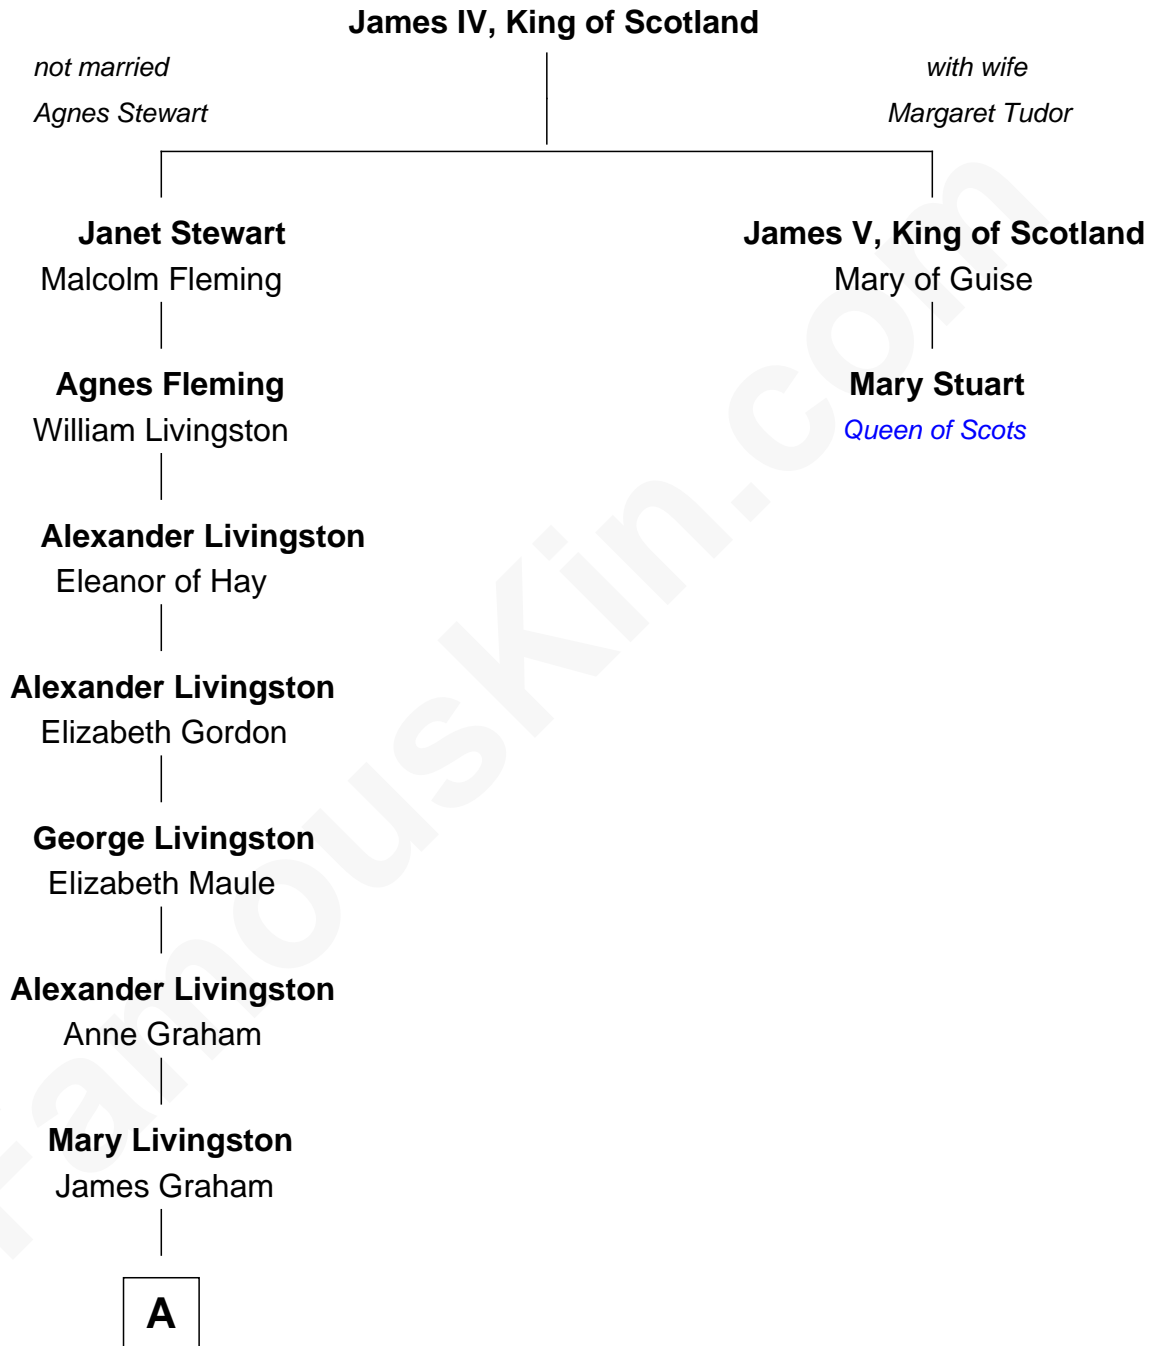 James IV, King of Scotland
not married
with wife
Agnes Stewart
Margaret Tudor
Janet Stewart
James V, King of Scotland
Malcolm Fleming
Mary of Guise
Agnes Fleming
Mary Stuart
William Livingston
Queen of Scots
Alexander Livingston
Eleanor of Hay
Alexander Livingston
Elizabeth Gordon
George Livingston
Elizabeth Maule
Alexander Livingston
Anne Graham
Mary Livingston
James Graham
A
FamousKin.com